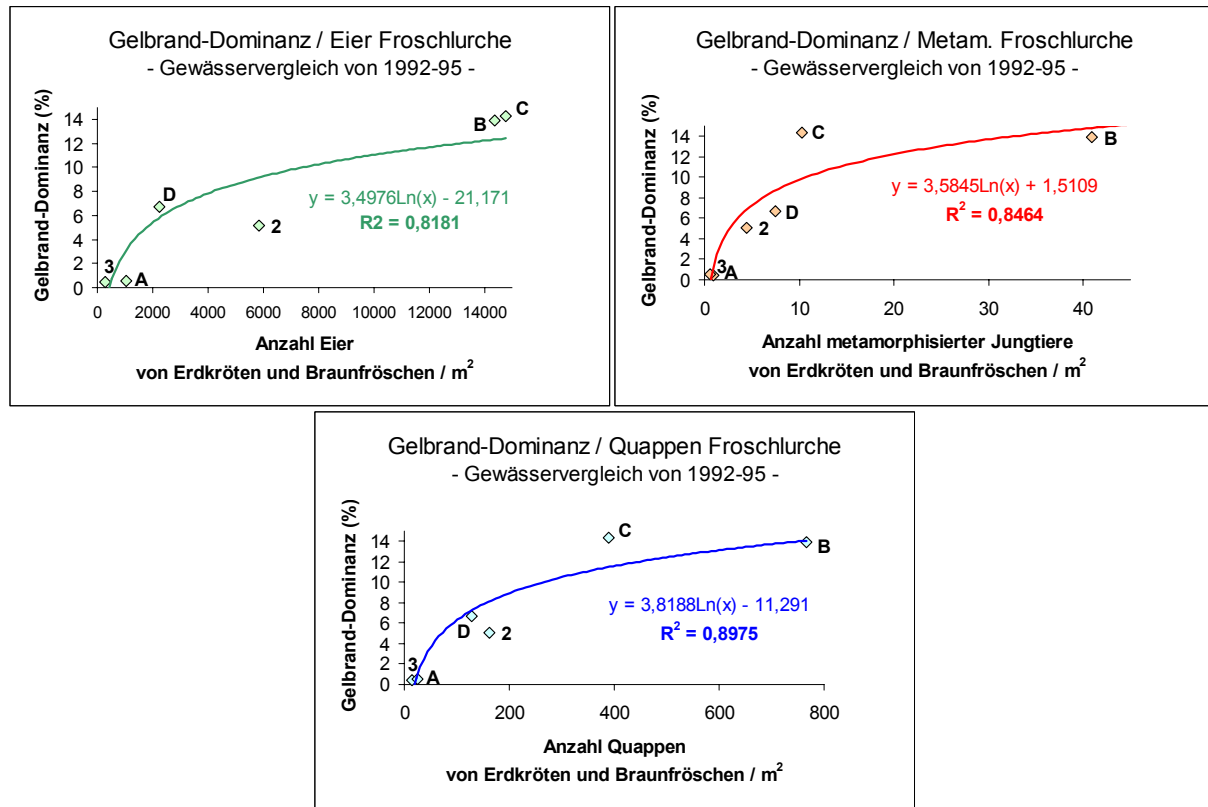 Gelbrand-Dominanz / Eier Froschlurche
- Gewässervergleich von 1992-95 -
Gelbrand-Dominanz (%)
14
12
10
8
6
4
2
0
0 2000 4000 6000 8000 10000 12000 14000
3
A
D
2
B
C
y = 3,4976Ln(x) - 21,171
R2 = 0,8181
Anzahl Eier
von Erdkröten und Braunfröschen / m²
Gelbrand-Dominanz / Metam. Froschlurche
- Gewässervergleich von 1992-95 -
Gelbrand-Dominanz (%)
14
12
10
8
6
4
2
0
0 10 20 30 40
3
A
2
D
C
B
y = 3,5845Ln(x) + 1,5109
R² = 0,8464
Anzahl metamorphisierter Jungtiere
von Erdkröten und Braunfröschen / m²
Gelbrand-Dominanz / Quappen Froschlurche
- Gewässervergleich von 1992-95 -
Gelbrand-Dominanz (%)
14
12
10
8
6
4
2
0
0 200 400 600 800
3
A
D
2
C
B
y = 3,8188Ln(x) - 11,291
R² = 0,8975
Anzahl Quappen
von Erdkröten und Braunfröschen / m²